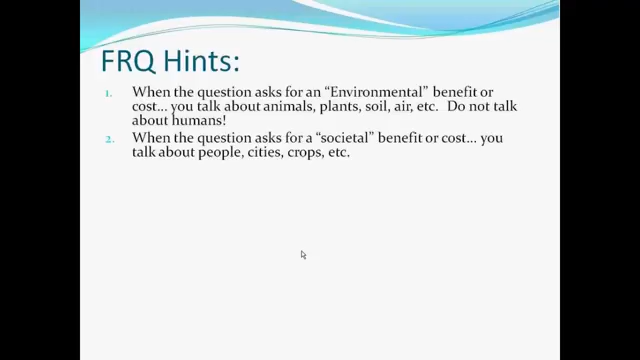 FRQ Hints:
1. When the question asks for an “Environmental” benefit or
cost... you talk about animals, plants, soil, air, etc. Do not talk
about humans!
2. When the question asks for a “societal” benefit or cost... you
talk about people, cities, crops, etc.